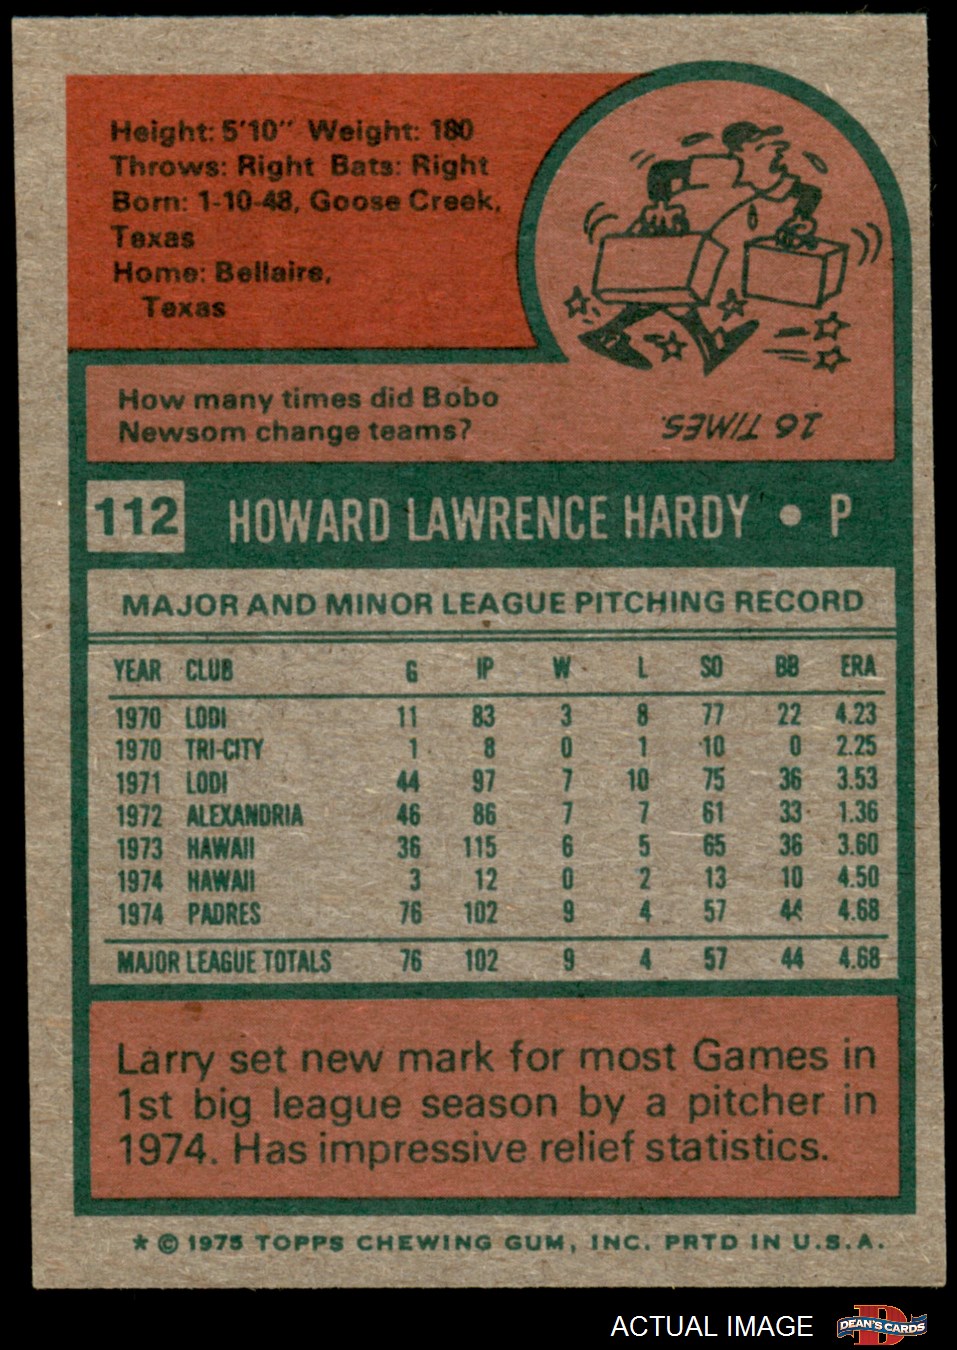 Height: 5'10" Weight: 180
Throws: Right Bats: Right
Born: 1-10-48, Goose Creek,
Texas
Home: Bellaire,
Texas
How many times did Bobo
Newsom change teams?
16 TIMES.
112 HOWARD LAWRENCE HARDY • P
MAJOR AND MINOR LEAGUE PITCHING RECORD
YEAR CLUB G IP W L SO BB ERA
1970 LODI 11 83 3 8 77 22 4.23
1970 TRI-CITY 1 8 0 1 10 0 2.25
1971 LODI 44 97 7 10 75 36 3.53
1972 ALEXANDRIA 46 86 7 7 61 33 1.36
1973 HAWAII 36 115 6 5 65 36 3.60
1974 HAWAII 3 12 0 2 13 10 4.50
1974 PADRES 76 102 9 4 57 44 4.68
MAJOR LEAGUE TOTALS 76 102 9 4 57 44 4.68
Larry set new mark for most Games in
1st big league season by a pitcher in
1974. Has impressive relief statistics.
* © 1975 TOPPS CHEWING GUM, INC. PRTD IN U.S.A.
ACTUAL IMAGE
D
DEAN'S CARDS